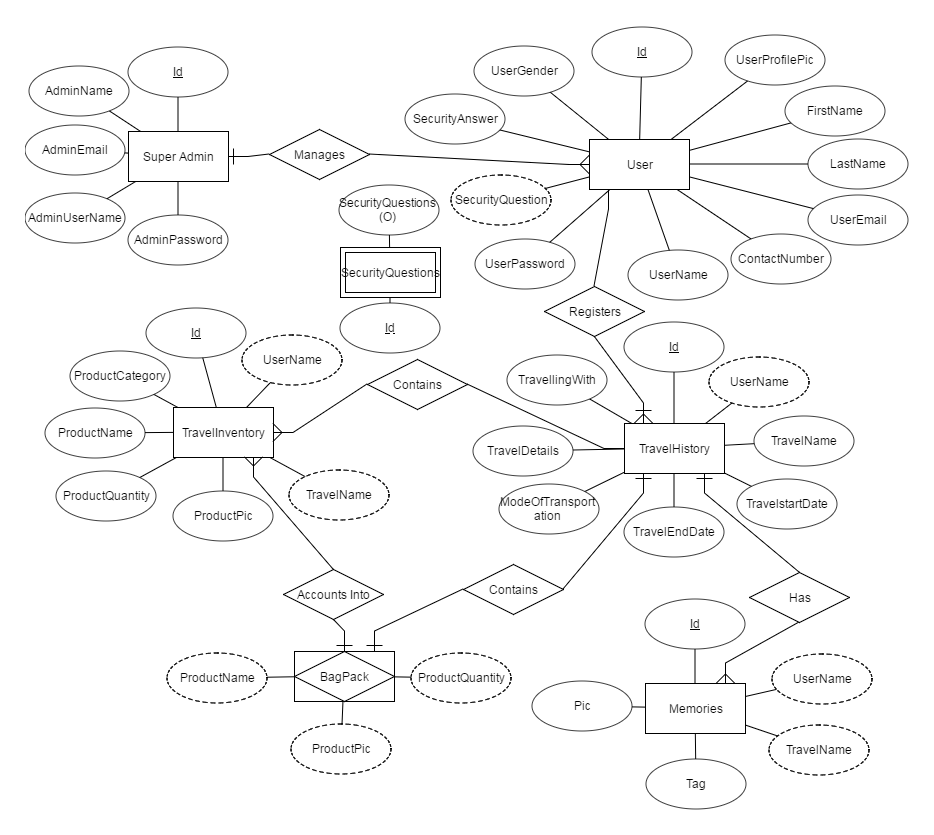 Id
UserGender
UserProfilePic
AdminName
Id
FirstName
SecurityAnswer
AdminEmail
Super Admin
Manages
User
LastName
SecurityQuestions
(O)
SecurityQuestion
AdminUserName
AdminPassword
UserEmail
UserPassword
UserName
ContactNumber
SecurityQuestions
Id
Registers
Id
UserName
Id
ProductCategory
Contains
TravellingWith
UserName
ProductName
TravelInventory
TravelDetails
TravelHistory
TravelName
ProductQuantity
TravelName
ModeOfTransport
ation
TravelstartDate
ProductPic
TravelEndDate
Accounts Into
Contains
Has
Id
ProductName
BagPack
ProductQuantity
UserName
Pic
Memories
ProductPic
TravelName
Tag